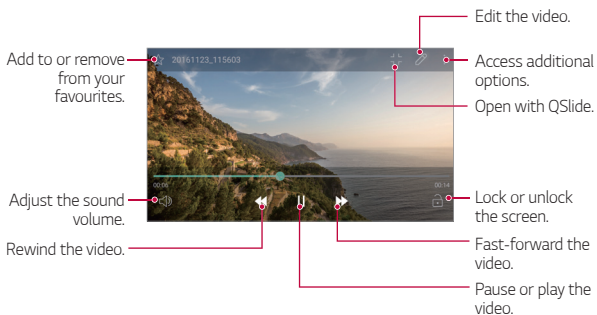 Edit the video.
Add to or remove
from your
favourites.
20161123_115603
Access additional
options.
Open with QSlide.
00:06
00:14
Adjust the sound
volume.
Lock or unlock
the screen.
Rewind the video.
Fast-forward the
video.
Pause or play the
video.